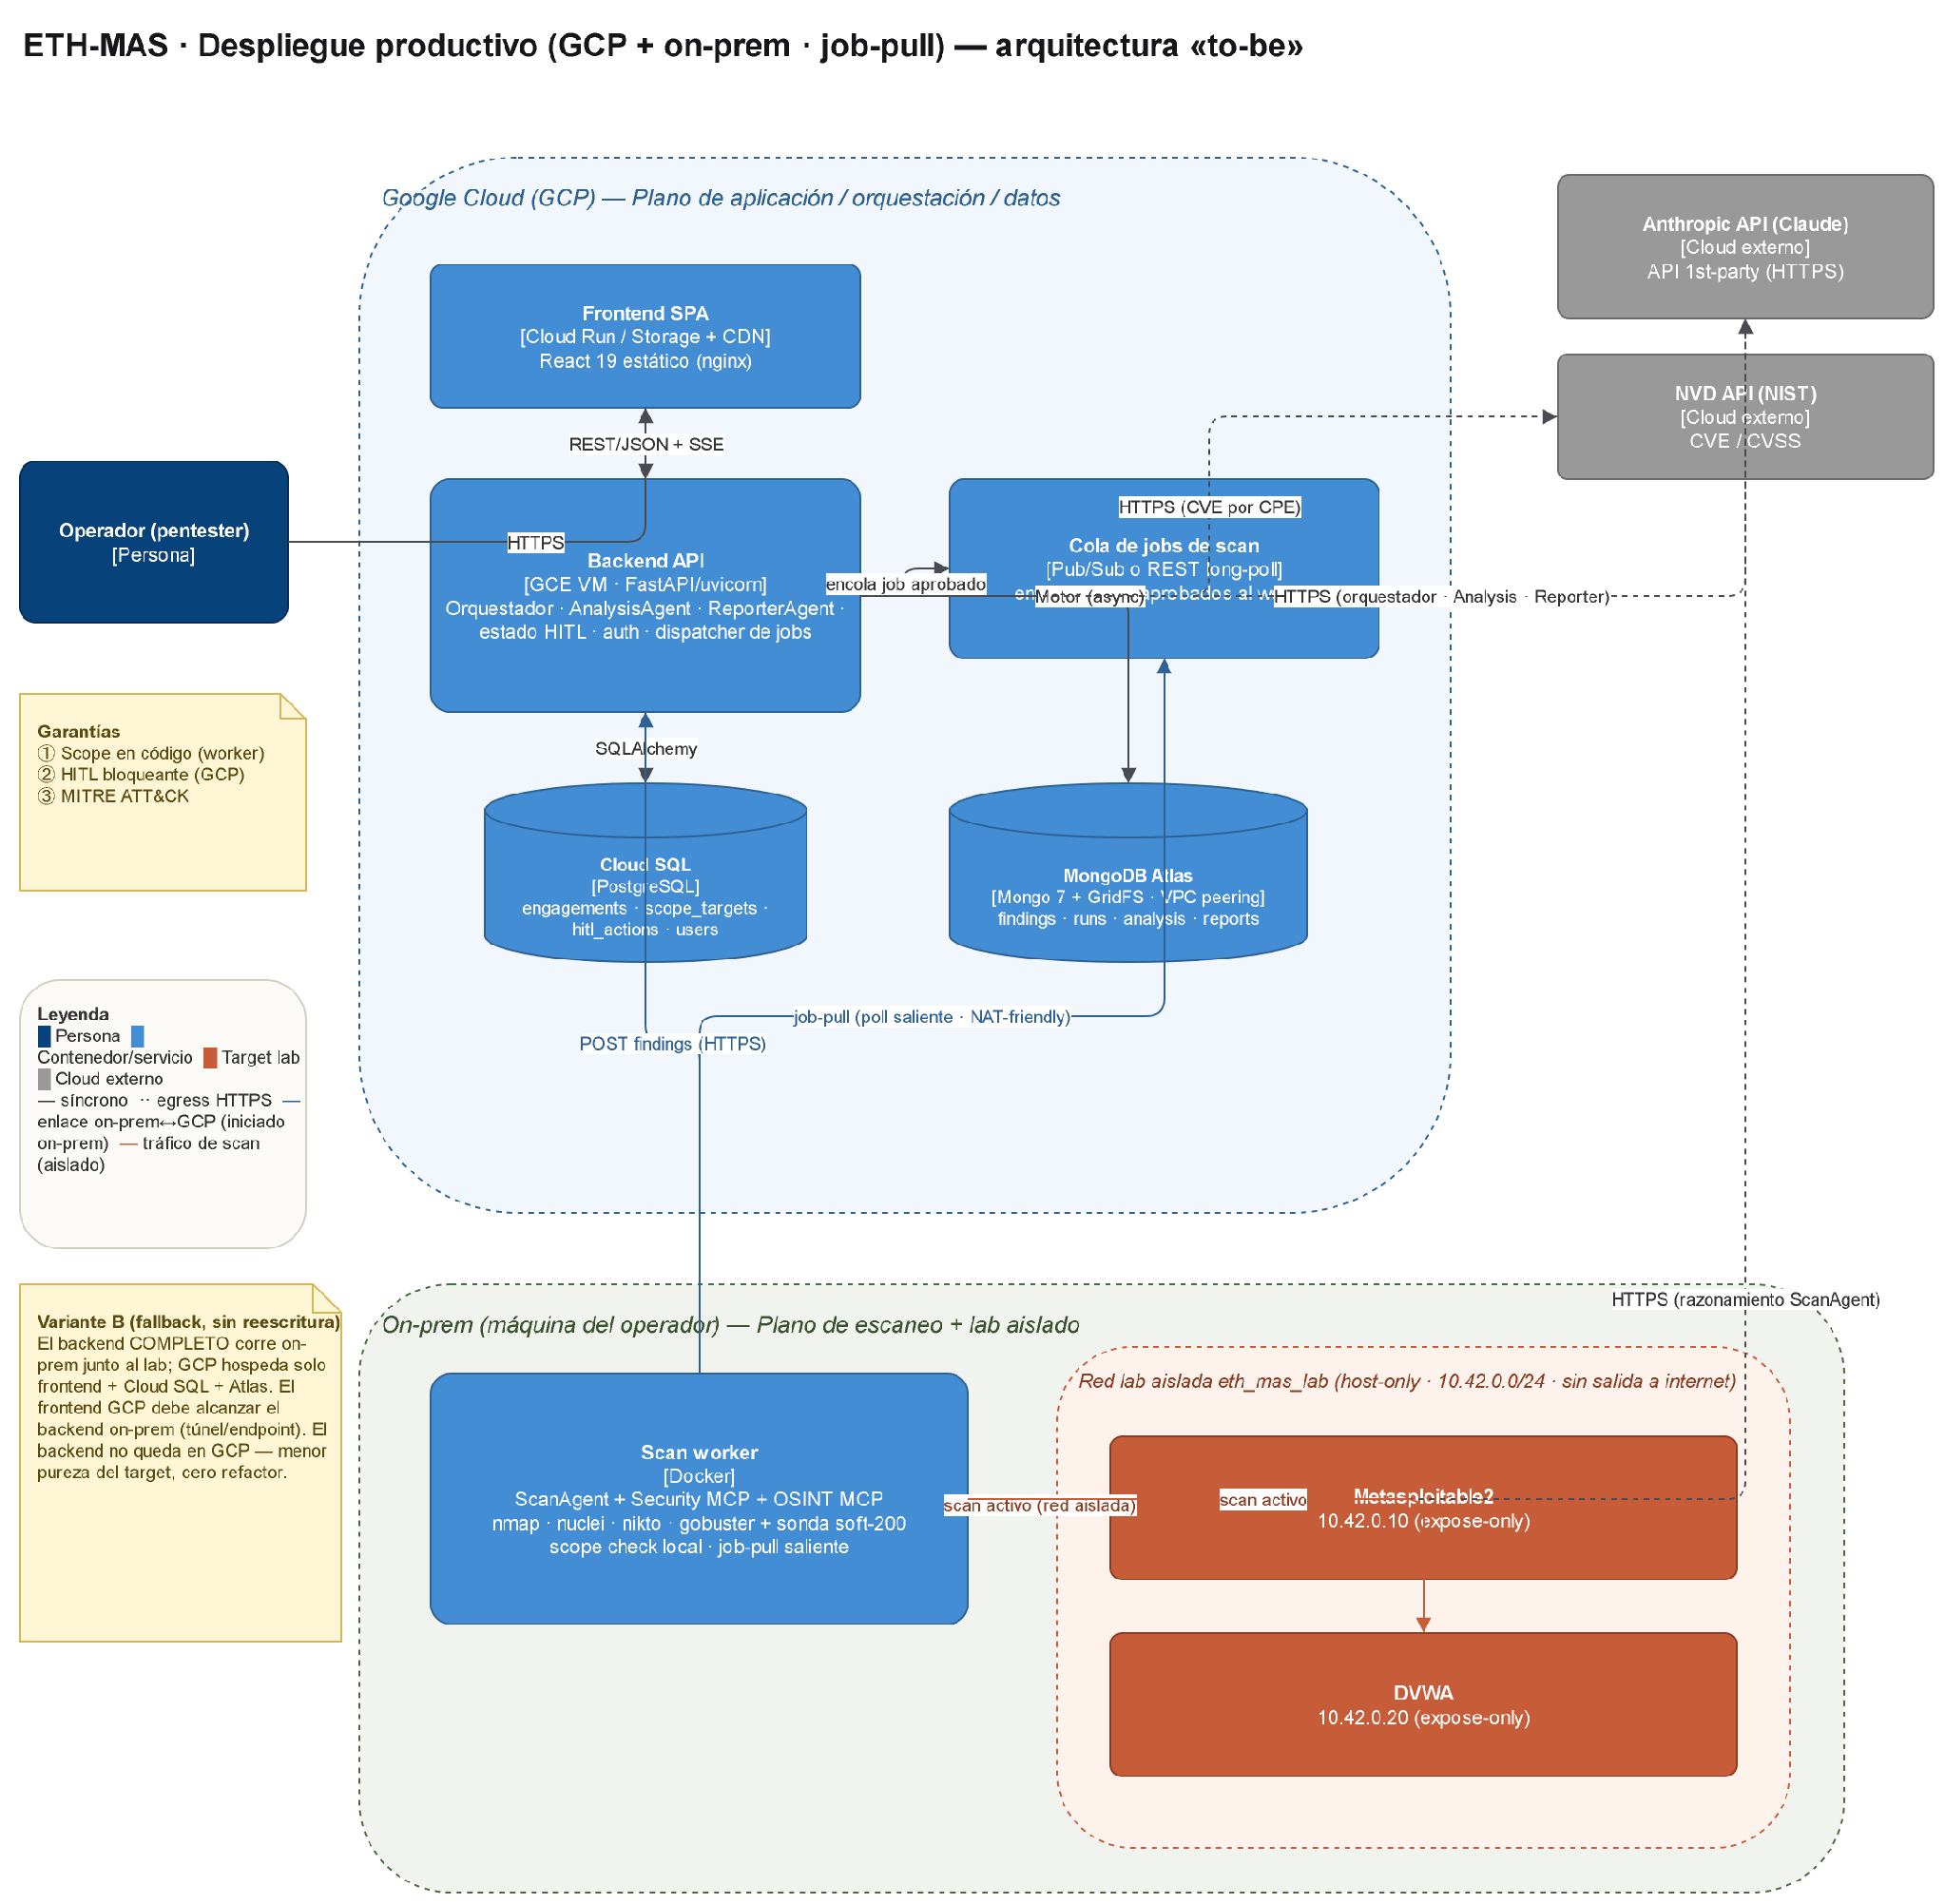 ETH-MAS · Despliegue productivo (GCP + on-prem · job-pull) — arquitectura «to-be»
Google Cloud (GCP) — Plano de aplicación / orquestación / datos
Anthropic API (Claude)
[Cloud externo]
API 1st-party (HTTPS)
Frontend SPA
[Cloud Run / Storage + CDN]
React 19 estático (nginx)
NVD API (NIST)
[Cloud externo]
CVE / CVSS
REST/JSON + SSE
Operador (pentester)
[Persona]
HTTPS
Backend API
[GCE VM · FastAPI/uvicorn]
Orquestador · AnalysisAgent · ReporterAgent ·
estado HITL · auth · dispatcher de jobs
encola job aprobado
HTTPS (CVE por CPE)
Cola de jobs de scan
[Pub/Sub o REST long-poll]
aprobados al
Motor (async)
HTTPS (orquestador · Analysis · Reporter)
Garantías
① Scope en código (worker)
② HITL bloqueante (GCP)
③ MITRE ATT&CK
SQLAlchemy
Cloud SQL
[PostgreSQL]
engagements · scope_targets ·
hitl_actions · users
MongoDB Atlas
[Mongo 7 + GridFS · VPC peering]
findings · runs · analysis · reports
job-pull (poll saliente · NAT-friendly)
POST findings (HTTPS)
Leyenda
Persona
Contenedor/servicio Target lab
Cloud externo
— síncrono ·· egress HTTPS —
enlace on-prem↔GCP (iniciado
on-prem) — tráfico de scan
(aislado)
Variante B (fallback, sin reescritura)
El backend COMPLETO corre on-
prem junto al lab; GCP hospeda solo
frontend + Cloud SQL + Atlas. El
frontend GCP debe alcanzar el
backend on-prem (túnel/endpoint). El
backend no queda en GCP — menor
pureza del target, cero refactor.
HTTPS (razonamiento ScanAgent)
On-prem (máquina del operador) — Plano de escaneo + lab aislado
Red lab aislada eth_mas_lab (host-only · 10.42.0.0/24 · sin salida a internet)
Scan worker
[Docker]
ScanAgent + Security MCP + OSINT MCP
nmap · nuclei · nikto · gobuster + sonda soft-200
scope check local · job-pull saliente
scan activo (red aislada)
scan activo
Metasploitable2
10.42.0.10 (expose-only)
DVWA
10.42.0.20 (expose-only)